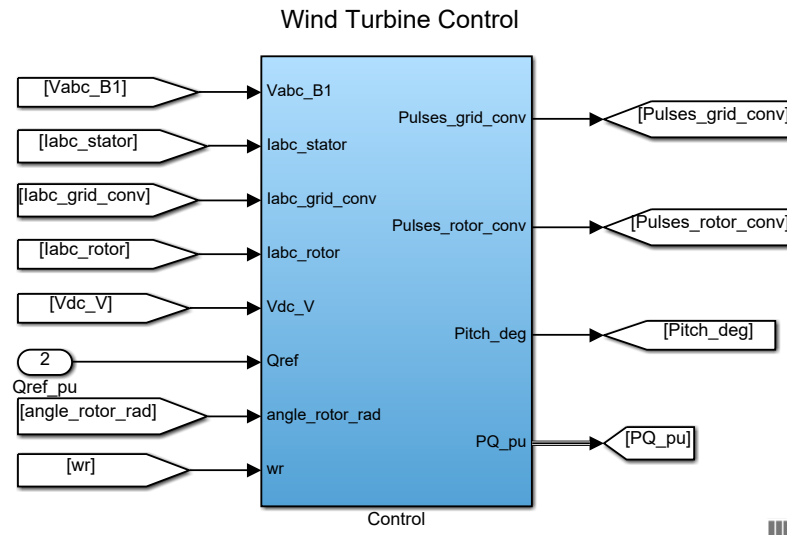 Wind Turbine Control
[Vabc_B1]
Vabc_B1
Pulses_grid_conv
[Pulses_grid_conv]
[Iabc_stator]
Iabc_stator
[Iabc_grid_conv]
Iabc_grid_conv
Pulses_rotor_conv
[Pulses_rotor_conv]
[Iabc_rotor]
Iabc_rotor
[Vdc_V]
Vdc_V
Pitch_deg
[Pitch_deg]
2
Qref
Qref_pu
[angle_rotor_rad]
angle_rotor_rad
PQ_pu
[PQ_pu]
[wr]
wr
Control